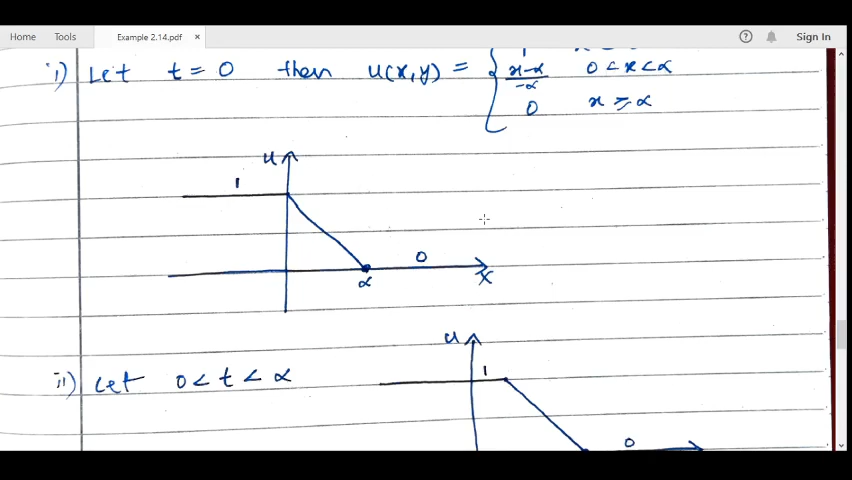 Home Tools Example 2.14.pdf × ? Sign In
i) Let t = 0 then u(x,y) = { 1
x-α/-α 0 < x < α
0 x ≥ α
u
1
0
α x
u
ii) Let 0 < t < α 1
0